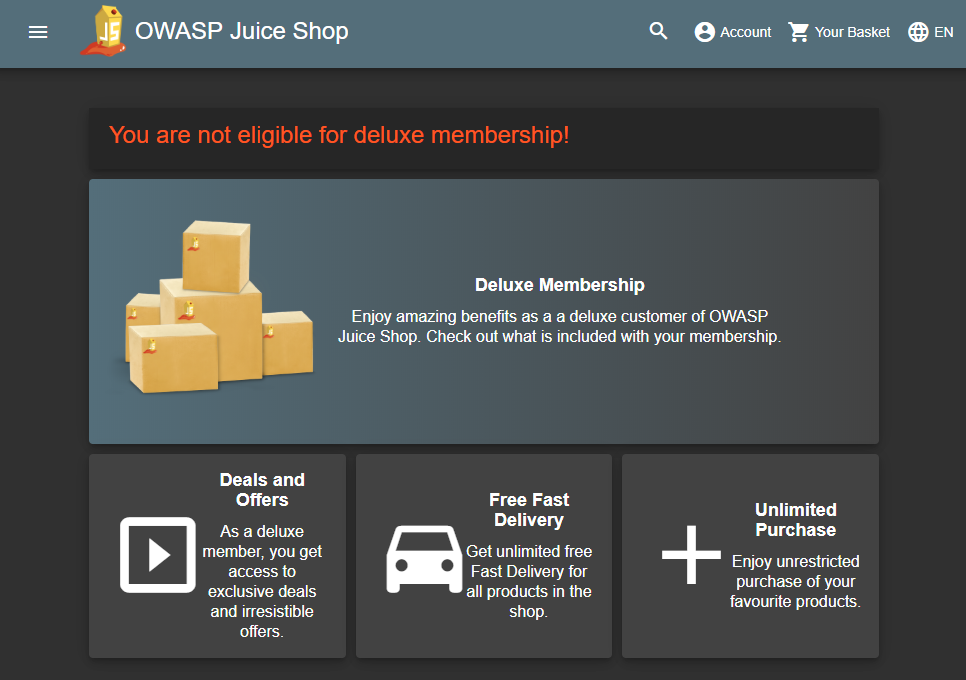 JS
OWASP Juice Shop
Account
Your Basket
EN
You are not eligible for deluxe membership!
Deluxe Membership
Enjoy amazing benefits as a a deluxe customer of OWASP
Juice Shop. Check out what is included with your membership.
Deals and
Offers
As a deluxe
member, you get
access to
exclusive deals
and irresistible
offers.
Free Fast
Delivery
Get unlimited free
Fast Delivery for
all products in the
shop.
Unlimited
Purchase
Enjoy unrestricted
purchase of your
favourite products.